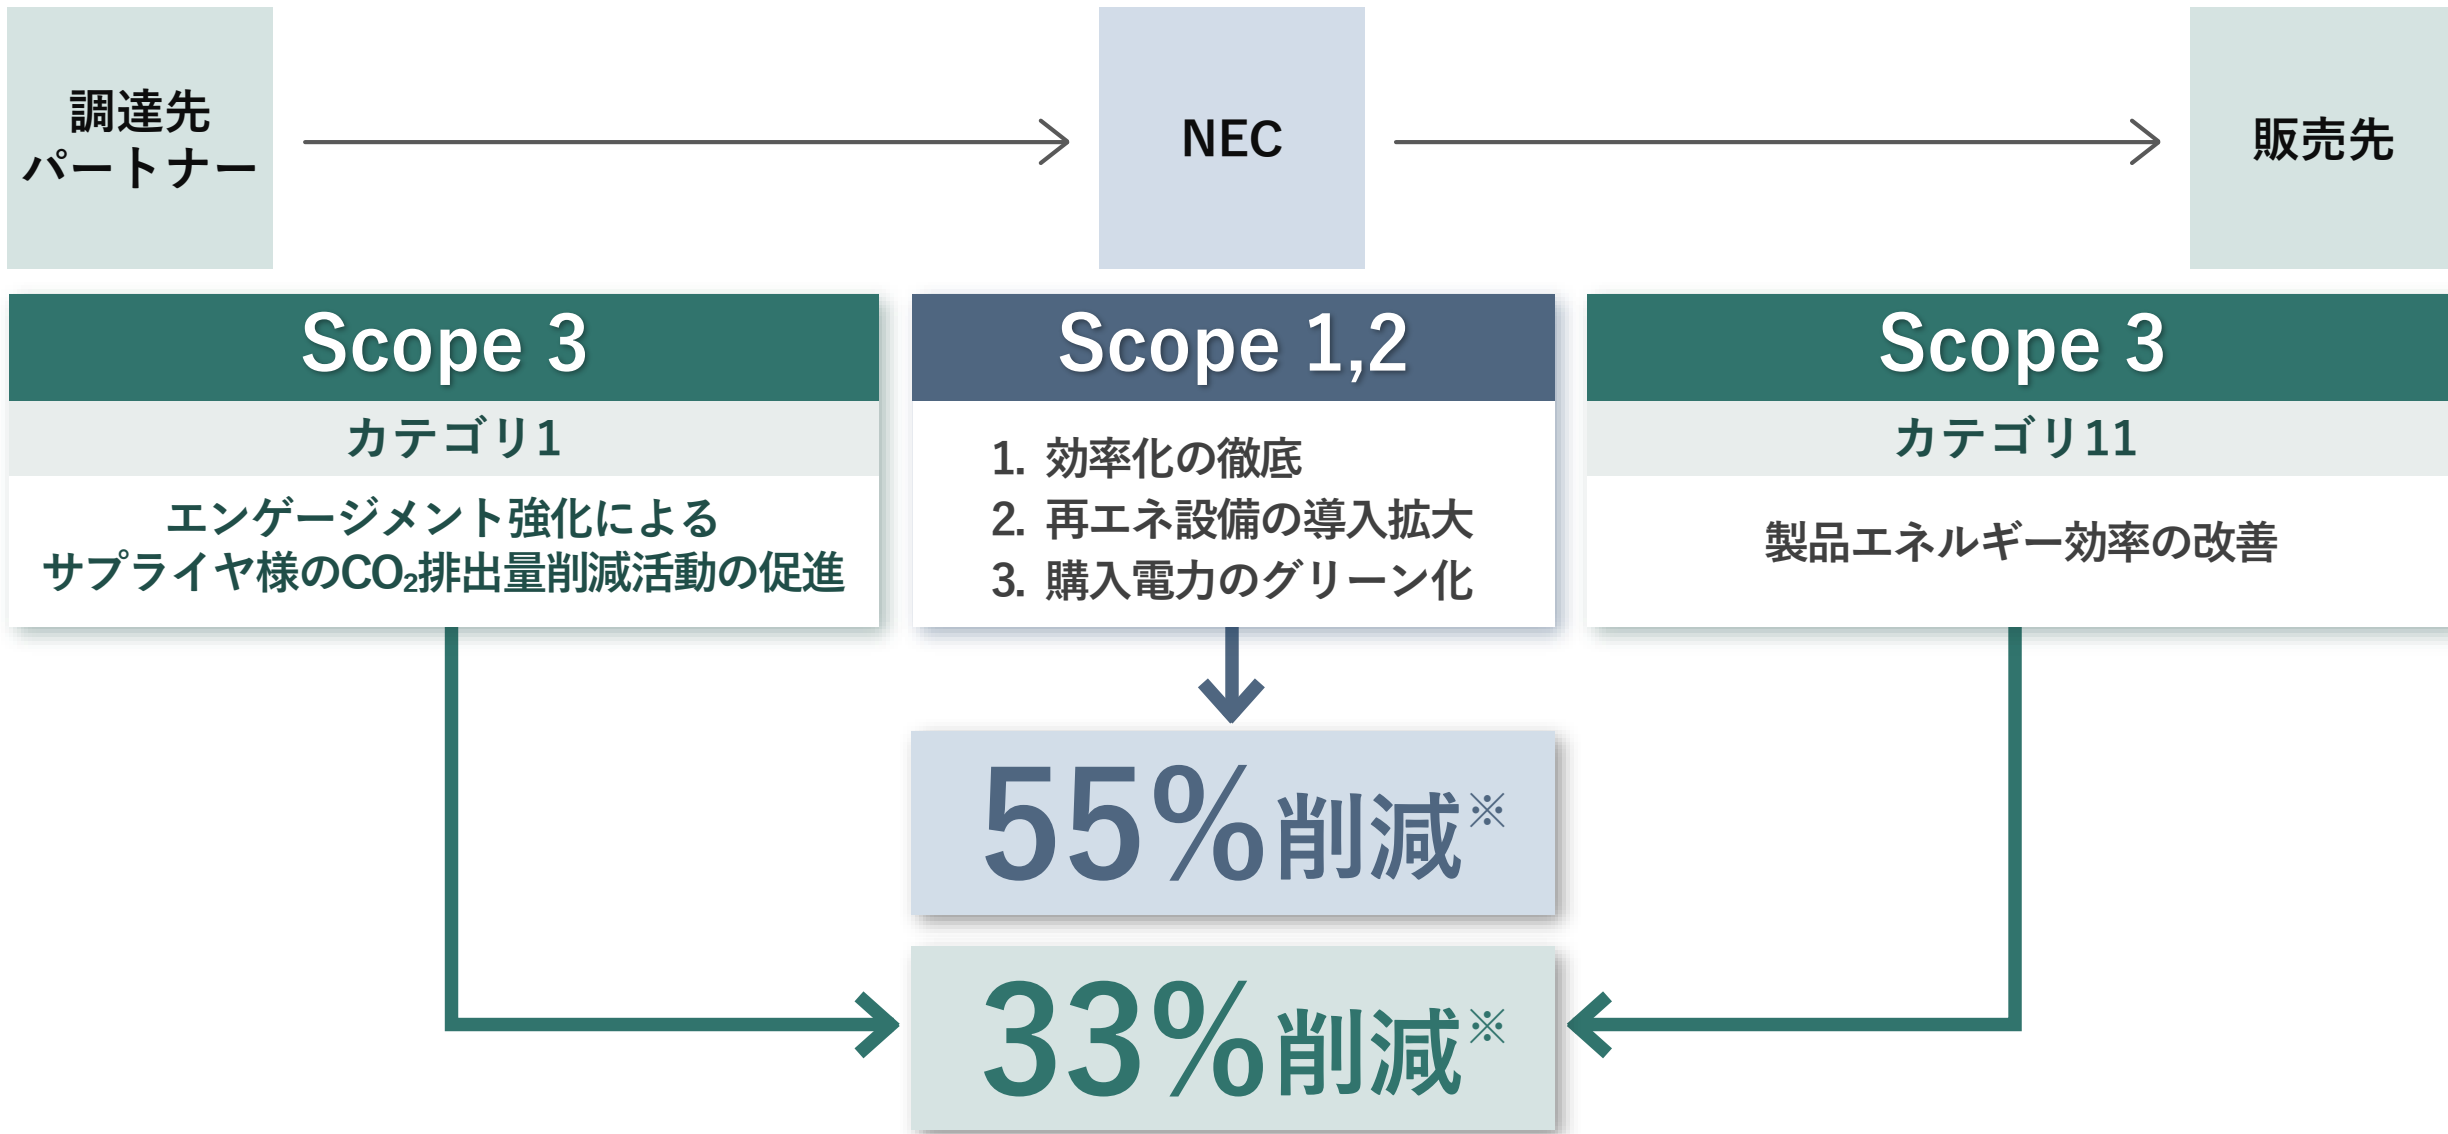 調達先
パートナー
NEC
販売先
Scope 3
カテゴリ1
エンゲージメント強化による
サプライヤ様のCO₂排出量削減活動の促進
Scope 1,2
1. 効率化の徹底
2. 再エネ設備の導入拡大
3. 購入電力のグリーン化
Scope 3
カテゴリ11
製品エネルギー効率の改善
55%削減※
33%削減※